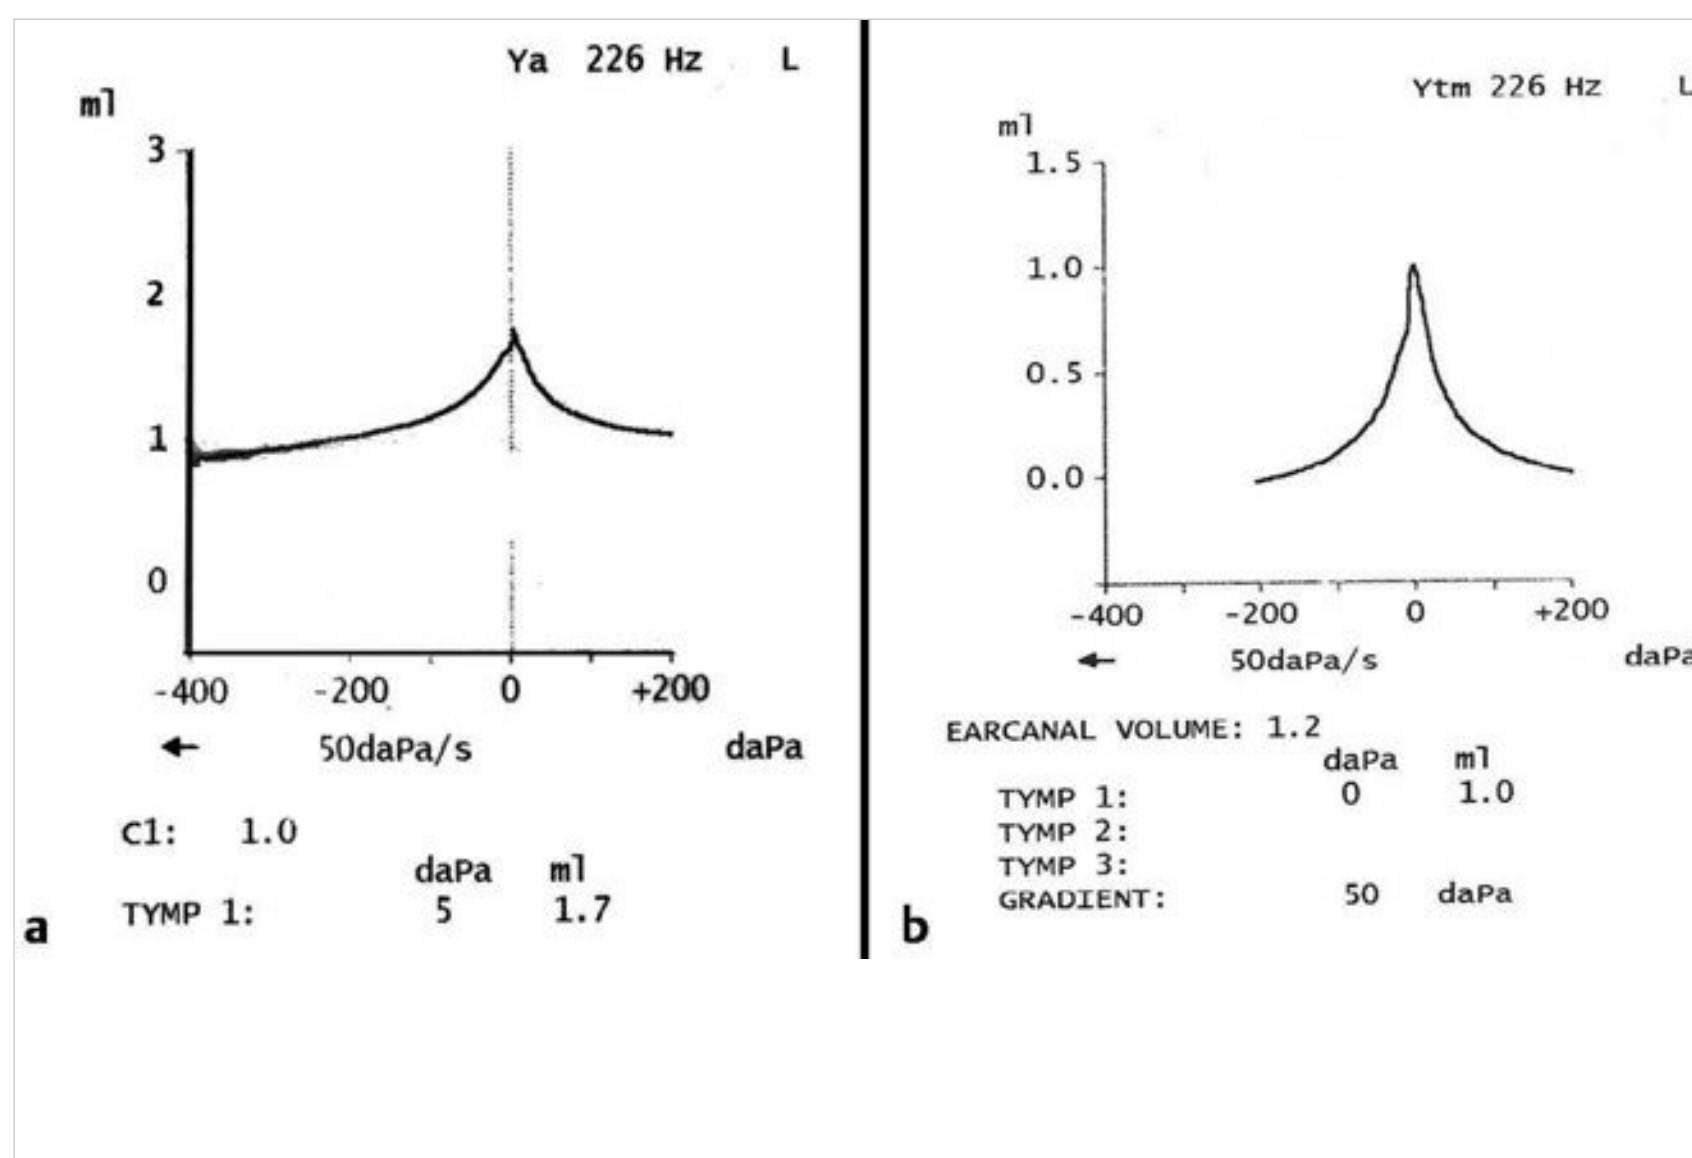 Ya 226 Hz L
ml
3
2
1
0
-400 -200 0 +200
50daPa/s daPa
C1: 1.0
daPa ml
TYMP 1: 5 1.7
a
Ytm 226 Hz L
ml
1.5
1.0
0.5
0.0
-400 -200 0 +200
50daPa/s daPa
EARCANAL VOLUME: 1.2
daPa ml
TYMP 1: 0 1.0
TYMP 2:
TYMP 3:
GRADIENT: 50 daPa
b